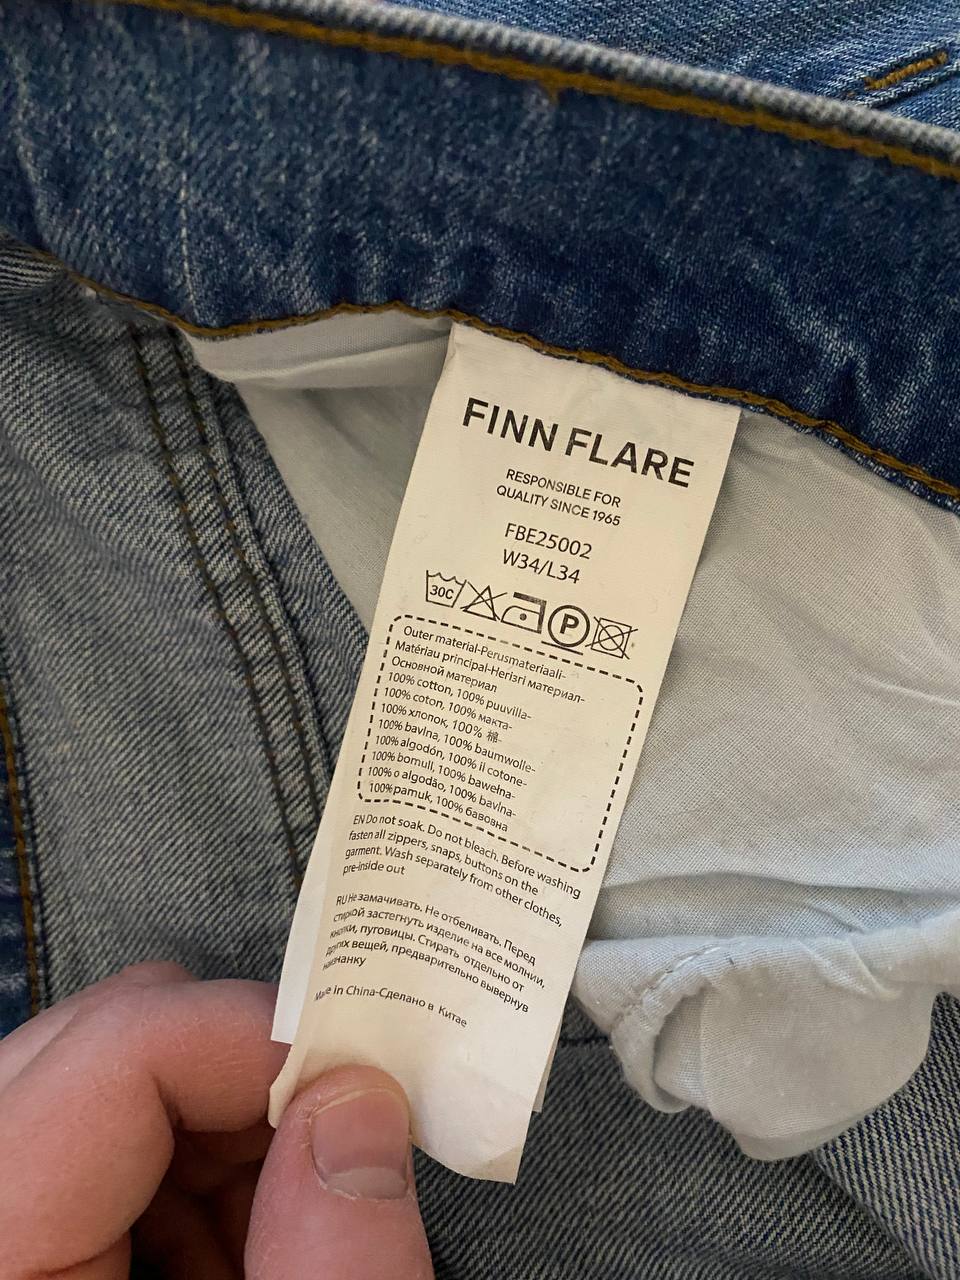 FINN FLARE
RESPONSIBLE FOR
QUALITY SINCE 1965
FBE25002
W34/L34
30C P
Outer material-Perusmateriaali-
Matériau principal-Негізгі материал-
Основной материал
100% cotton, 100% puuvilla-
100% coton, 100% мақта-
100% хлопок, 100% 棉-
100% bavlna, 100% baumwolle-
100% algodón, 100% il cotone-
100% bomull, 100% bawełna-
100% o algodão, 100% bavlna-
100%pamuk, 100% бавовна
EN Do not soak. Do not bleach. Before washing
fasten all zippers, snaps, buttons on the
garment. Wash separately from other clothes,
pre-inside out
RU Не замачивать. Не отбеливать. Перед
стиркой застегнуть изделие на все молнии,
кнопки, пуговицы. Стирать отдельно от
других вещей, предварительно вывернув
наизнанку
Made in China-Сделано в Китае